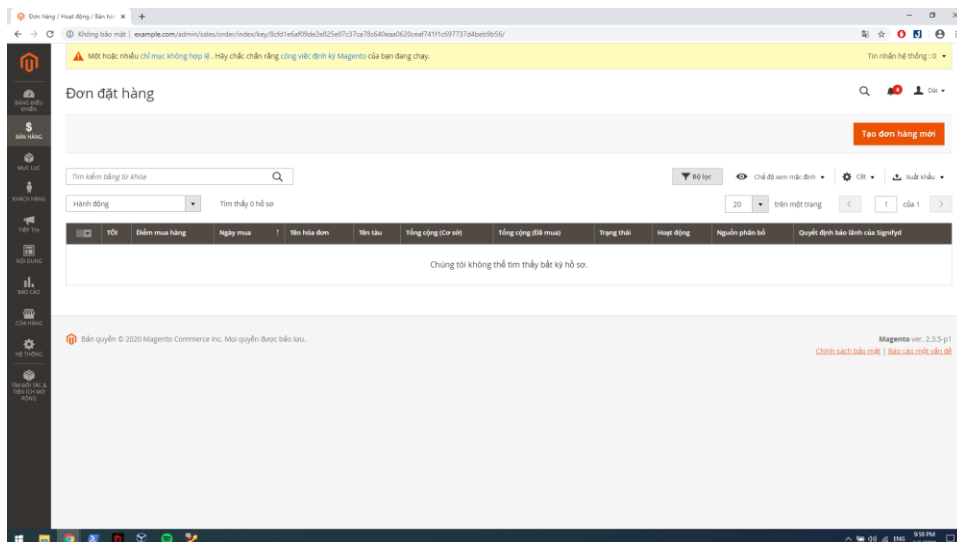 Đơn hàng / Hoạt động / Bán hàn
Không bảo mật | example.com/admin/sales/order/index/key/
Một hoặc nhiều chỉ mục không hợp lệ . Hãy chắc chắn rằng công việc định kỳ Magento của bạn đang chạy.
Tin nhắn hệ thống : 0
Đơn đặt hàng
4
Dài
Tạo đơn hàng mới
BẢNG ĐIỀU KHIỂN
BÁN HÀNG
MỤC LỤC
KHÁCH HÀNG
TIẾP THỊ
NỘI DUNG
BÁO CÁO
CỬA HÀNG
HỆ THỐNG
TÌM ĐỐI TÁC & TIỆN ÍCH MỞ RỘNG
Tìm kiếm bằng từ khóa
Bộ lọc
Chế độ xem mặc định
Cột
Xuất khẩu
Hành động
Tìm thấy 0 hồ sơ
20 trên một trang
1 của 1
TÔI Điểm mua hàng Ngày mua Tên hóa đơn Tên tàu Tổng cộng (Cơ sở) Tổng cộng (Đã mua) Trạng thái Hoạt động Nguồn phân bổ Quyết định bảo lãnh của Signifyd
Chúng tôi không thể tìm thấy bất kỳ hồ sơ.
Bản quyền © 2020 Magento Commerce Inc. Mọi quyền được bảo lưu.
Magento ver. 2.3.5-p1
Chính sách bảo mật | Báo cáo một vấn đề
ENG
9:59 PM